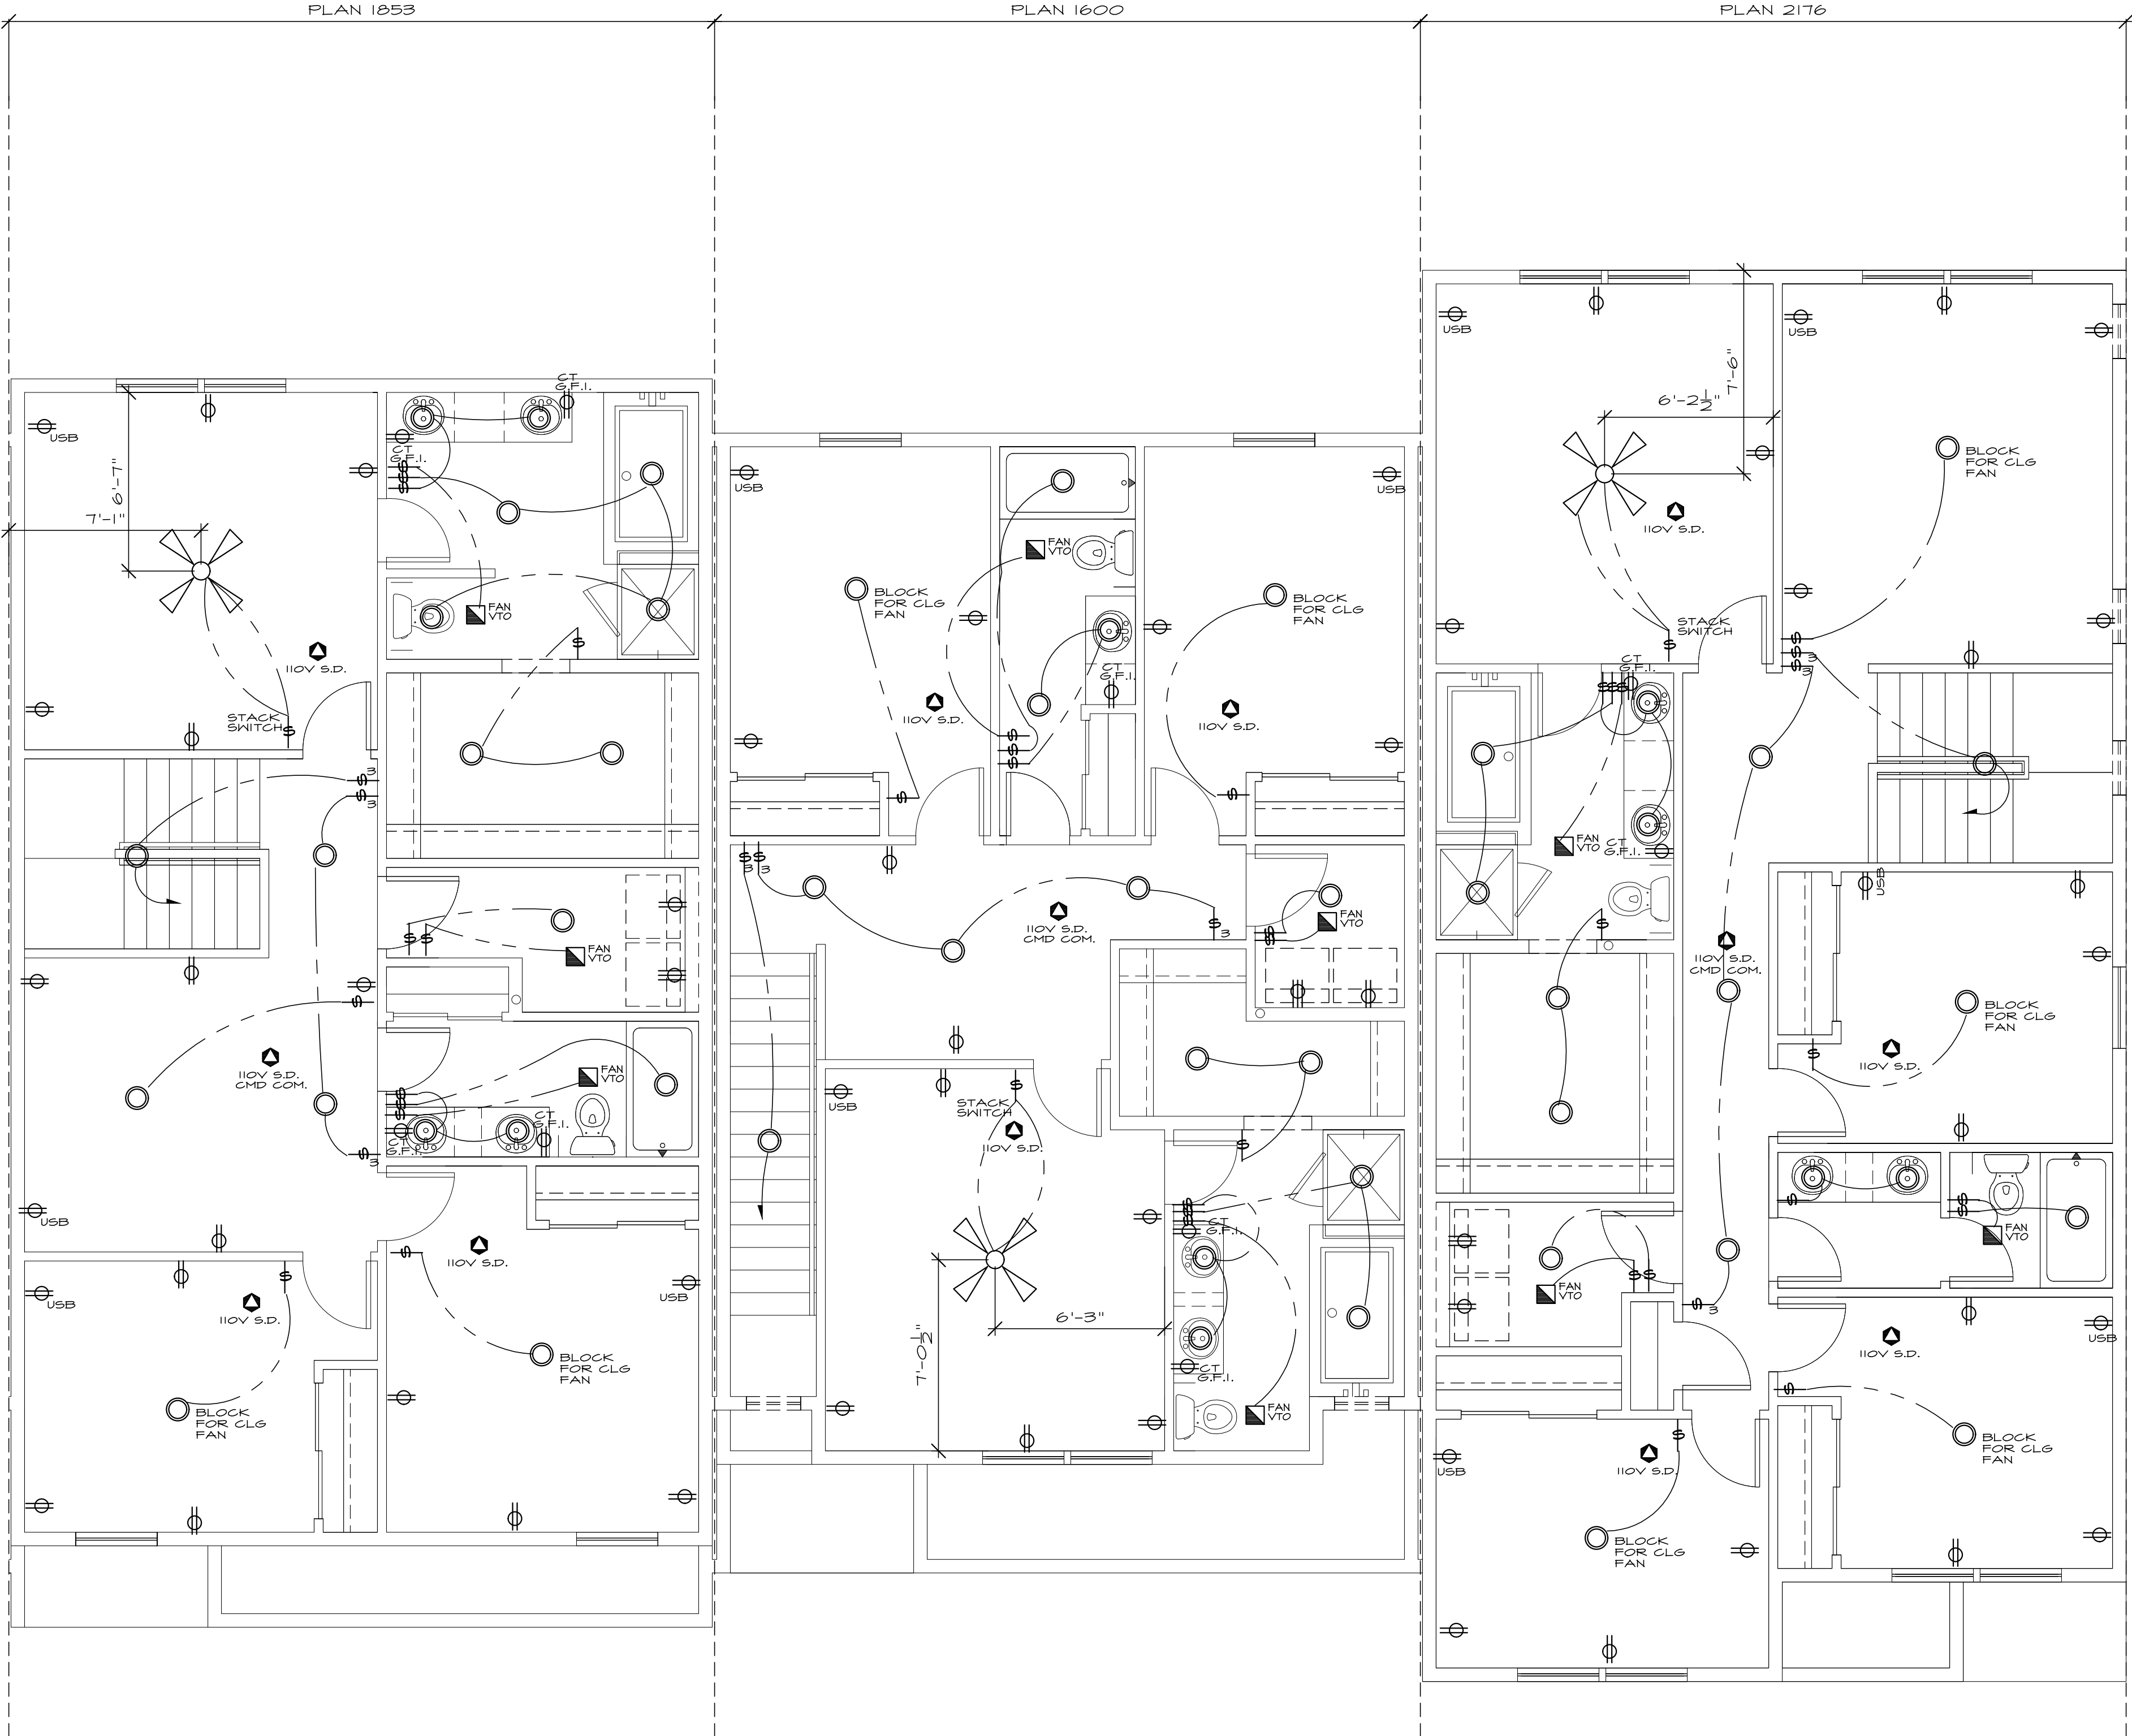 PLAN 1853
PLAN 1600
PLAN 2176
CT
G.F.I.
USB
CT
G.F.I.
6'-7"
7'-1"
FAN
VTO
110V S.D.
STACK
SWITCH
$
$
$
$
$
$3
$3
$
$
FAN
VTO
$
110V S.D.
CMD COM.
FAN
VTO
$
$
$
CT
G.F.I.
CT
G.F.I.
$3
USB
$
110V S.D.
$
USB
110V S.D.
USB
BLOCK
FOR CLG
FAN
BLOCK
FOR CLG
FAN
USB
USB
FAN
VTO
BLOCK
FOR CLG
FAN
BLOCK
FOR CLG
FAN
CT
G.F.I.
110V S.D.
110V S.D.
$
$
$
$
$
$3
$3
110V S.D.
CMD COM.
$3
FAN
VTO
$
$
USB
$
STACK
SWITCH
110V S.D.
$
$
$
$
CT
G.F.I.
6'-3"
7'-0 1/2"
CT
G.F.I.
FAN
VTO
USB
USB
7'-6"
6'-2 1/2"
BLOCK
FOR CLG
FAN
110V S.D.
STACK
SWITCH
$
$
$3
$3
CT
G.F.I.
$
$
$
FAN
VTO
CT
G.F.I.
USB
$
110V S.D.
CMD COM.
BLOCK
FOR CLG
FAN
$
110V S.D.
$
$
$
FAN
VTO
$
$
FAN
VTO
$3
USB
110V S.D.
$
BLOCK
FOR CLG
FAN
$
USB
110V S.D.
BLOCK
FOR CLG
FAN